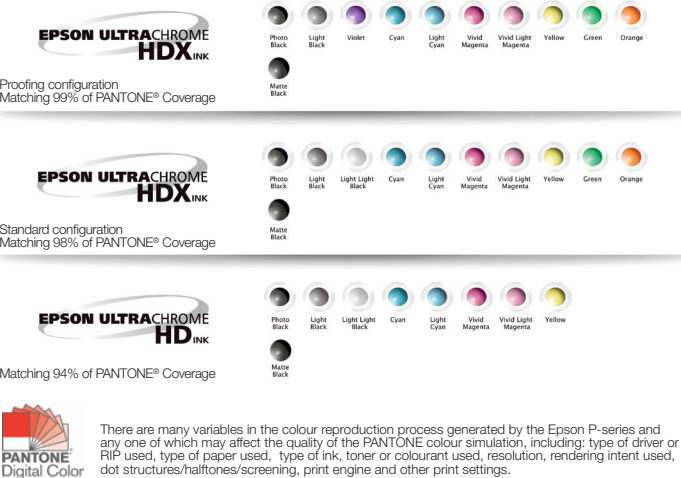 EPSON ULTRACHROME
HDX INK
Photo Black
Light Black
Violet
Cyan
Light Cyan
Vivid Magenta
Vivid Light Magenta
Yellow
Green
Orange
Matte Black
Proofing configuration
Matching 99% of PANTONE® Coverage
EPSON ULTRACHROME
HDX INK
Photo Black
Light Black
Light Light Black
Cyan
Light Cyan
Vivid Magenta
Vivid Light Magenta
Yellow
Green
Orange
Matte Black
Standard configuration
Matching 98% of PANTONE® Coverage
EPSON ULTRACHROME
HD INK
Photo Black
Light Black
Light Light Black
Cyan
Light Cyan
Vivid Magenta
Vivid Light Magenta
Yellow
Matte Black
Matching 94% of PANTONE® Coverage
PANTONE®
Digital Color
There are many variables in the colour reproduction process generated by the Epson P-series and
any one of which may affect the quality of the PANTONE colour simulation, including: type of driver or
RIP used, type of paper used, type of ink, toner or colourant used, resolution, rendering intent used,
dot structures/halftones/screening, print engine and other print settings.